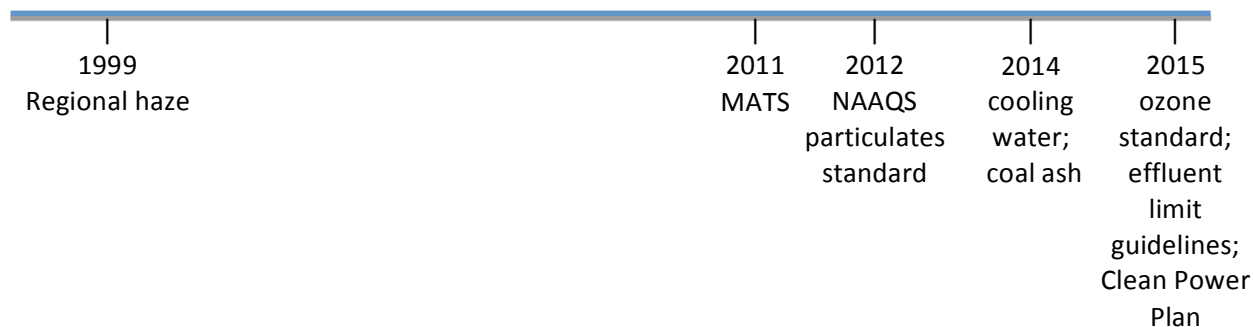 1999
Regional haze
2011
MATS
2012
NAAQS
particulates
standard
2014
cooling
water;
coal ash
2015
ozone
standard;
effluent
limit
guidelines;
Clean Power
Plan